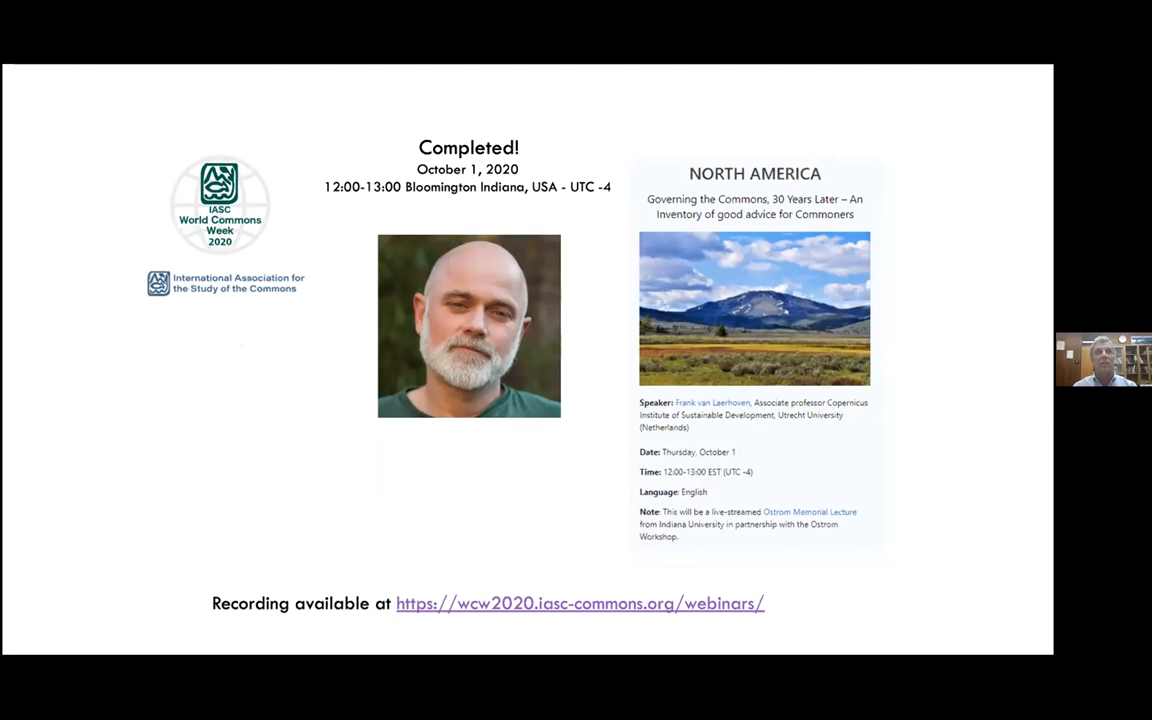 Completed!
October 1, 2020
12:00-13:00 Bloomington Indiana, USA - UTC -4
IASC
World Commons
Week
2020
International Association for
the Study of the Commons
NORTH AMERICA
Governing the Commons, 30 Years Later – An
Inventory of good advice for Commoners
Speaker: Frank van Laerhoven, Associate professor Copernicus
Institute of Sustainable Development, Utrecht University
(Netherlands)
Date: Thursday, October 1
Time: 12:00-13:00 EST (UTC -4)
Language: English
Note: This will be a live-streamed Ostrom Memorial Lecture
from Indiana University in partnership with the Ostrom
Workshop.
Recording available at https://wcw2020.iasc-commons.org/webinars/